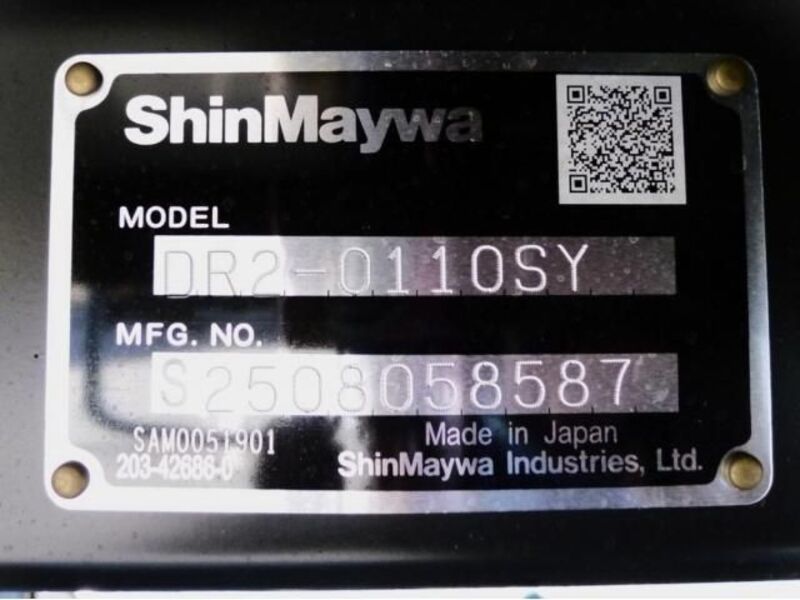 ShinMaywa
MODEL
DR2-0110SY
MFG. NO.
S2508058587
SAM0051901
203-42686-0
Made in Japan
ShinMaywa Industries, Ltd.